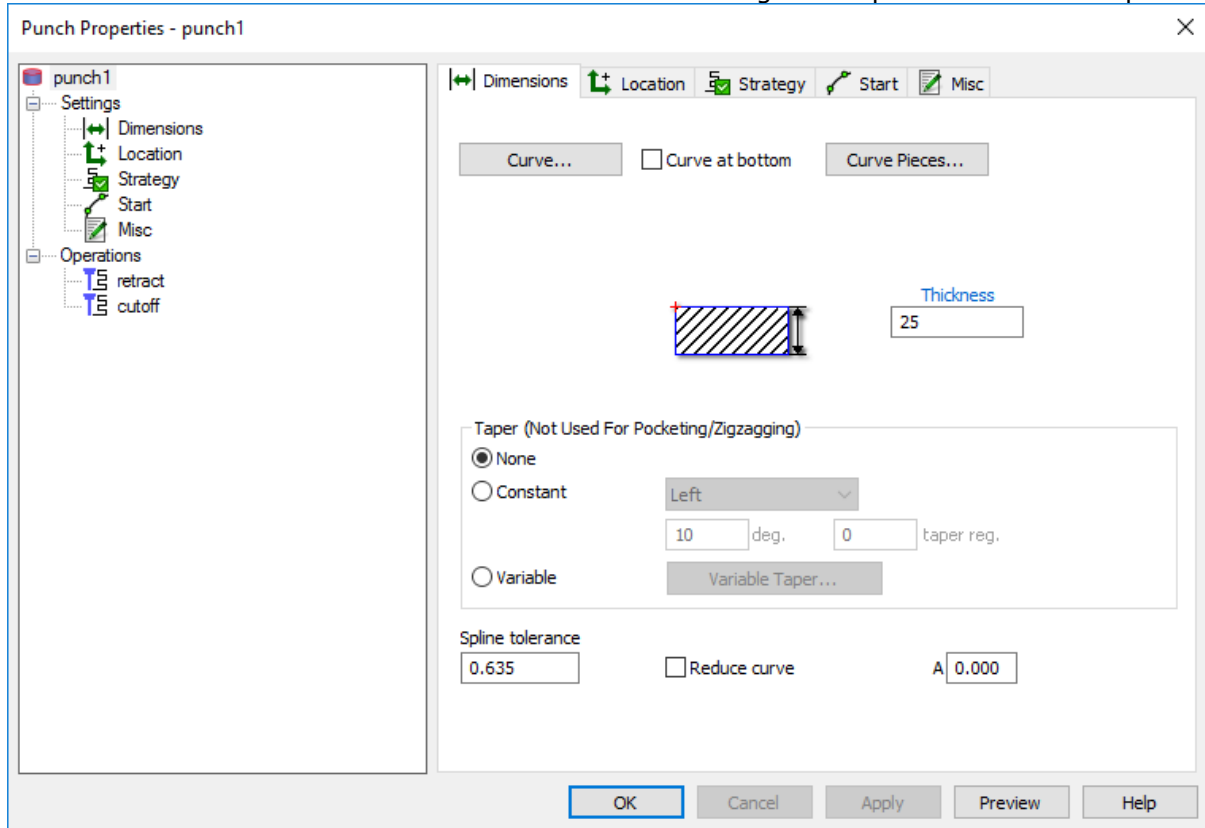 Punch Properties - punch1
punch1
Settings
Dimensions
Location
Strategy
Start
Misc
Operations
retract
cutoff
Dimensions Location Strategy Start Misc
Curve... Curve at bottom Curve Pieces...
Thickness
25
Taper (Not Used For Pocketing/Zigzagging)
None
Constant Left
10 deg. 0 taper reg.
Variable Variable Taper...
Spline tolerance
0.635 Reduce curve A 0.000
OK Cancel Apply Preview Help